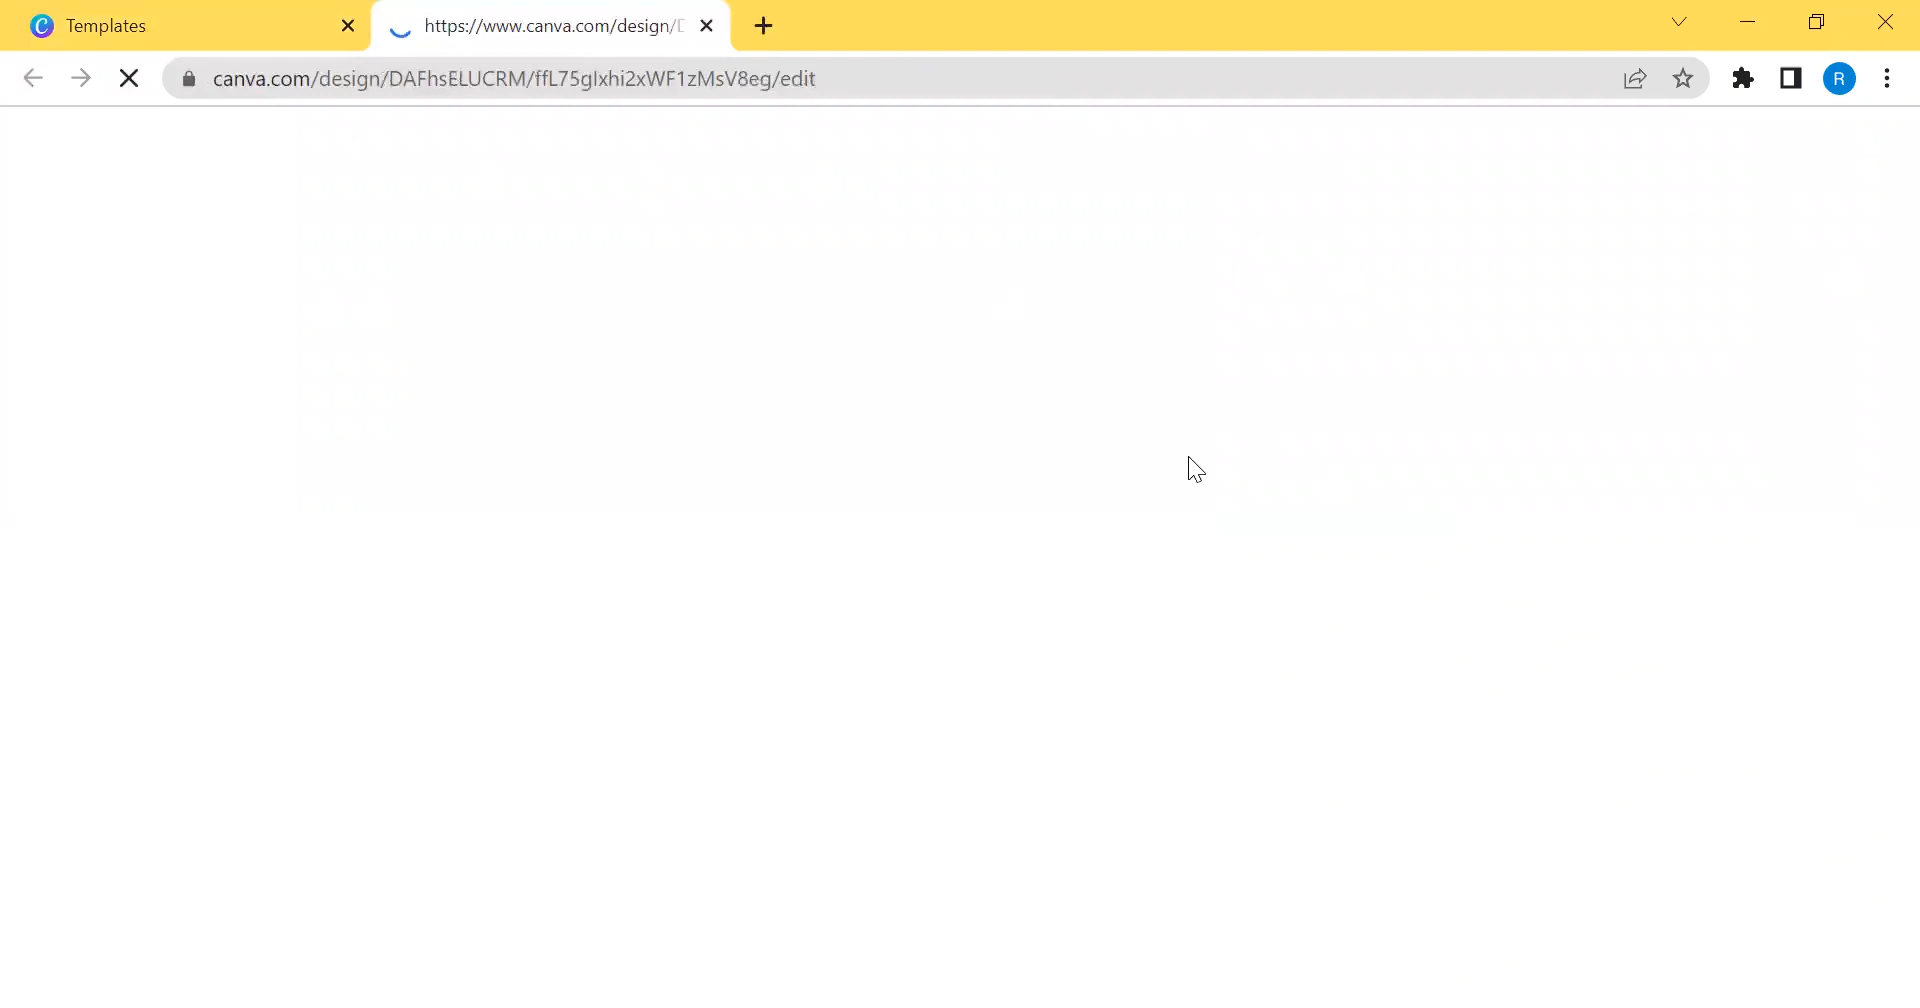 Templates
https://www.canva.com/design/D
canva.com/design/DAFhsELUCRM/ffL75glxhi2xWF1zMsV8eg/edit
R